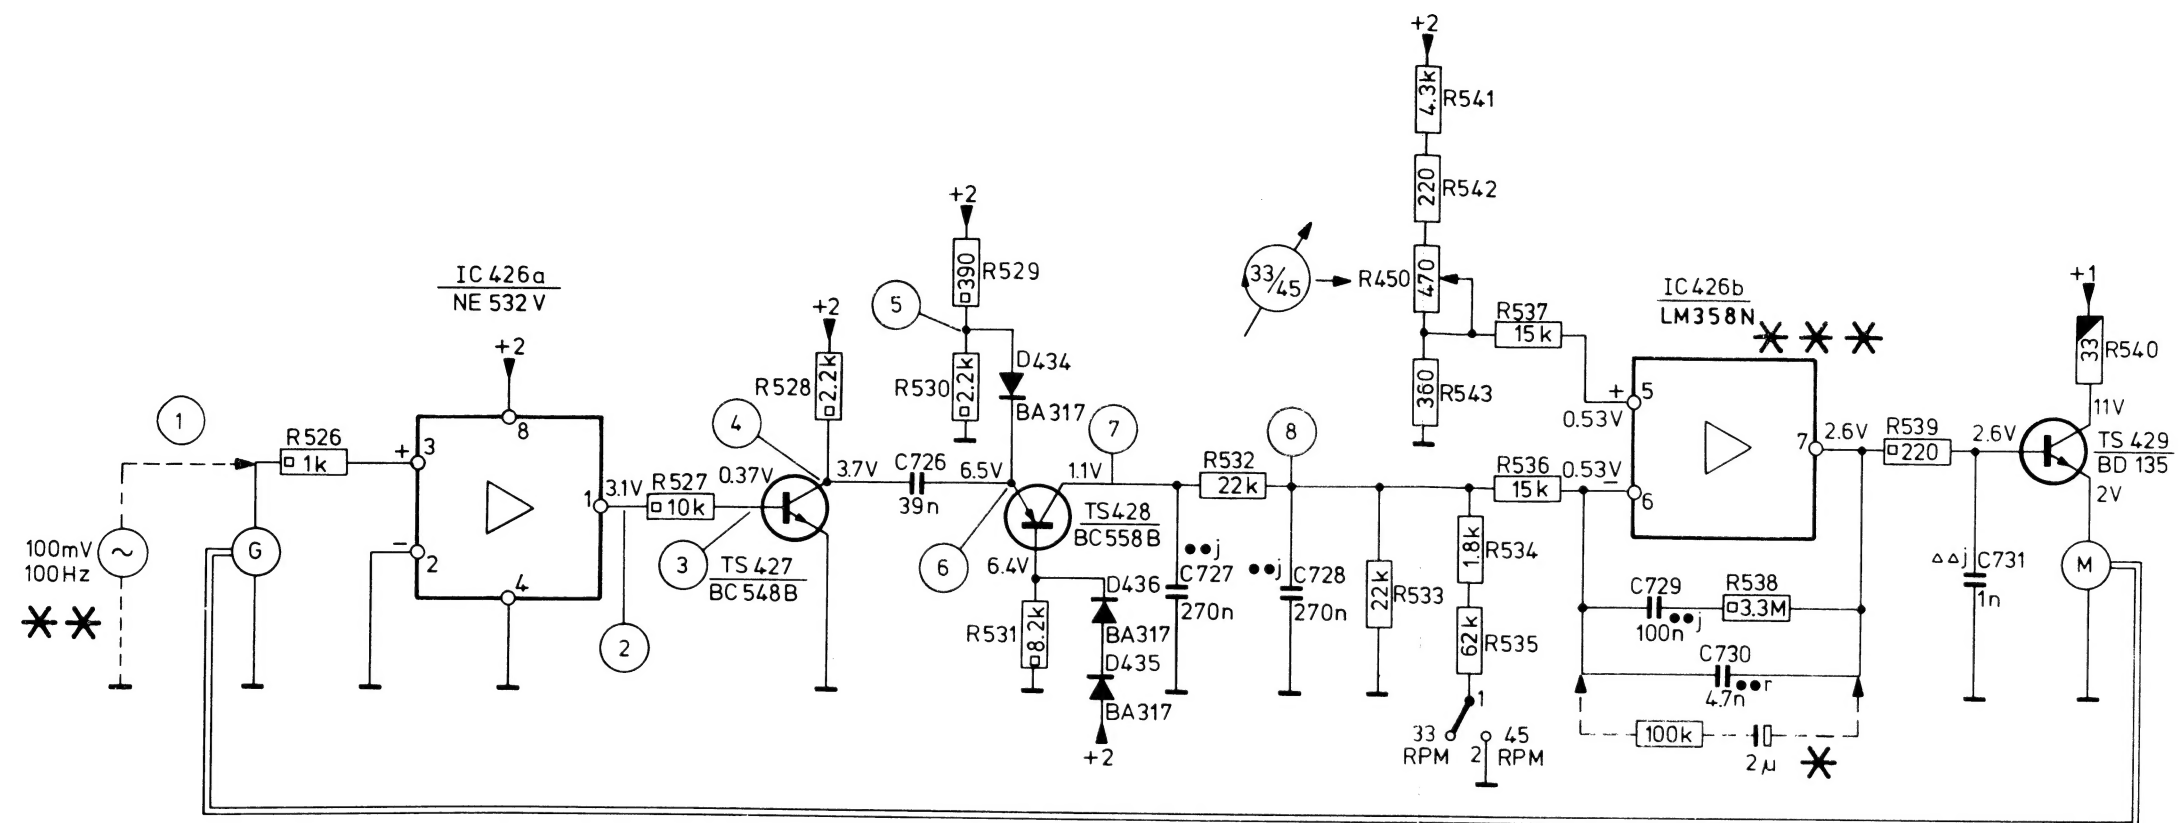 +2
4.3k
R541
220
R542
+2
390
R529
33/45
R450
470
IC 426a
NE 532 V
5
+2
R537
15k
IC 426b
LM358N
+1
33
R540
+2
R528
2.2k
R530
2.2k
D434
BA317
360
R543
+
5
0.53V
11V
1
R526
1k
+
3
8
4
7
8
7
2.6V
R539
220
2.6V
TS 429
BD 135
2V
3.1V
R527
10k
0.37V
3.7V
C726
39n
6.5V
1.1V
R532
22k
R536
15k
0.53V
–
6
1
TS428
BC558B
100mV
100Hz
~
G
–
2
4
3
TS 427
BC 548B
6
6.4V
j
C727
270n
j
C728
270n
22k
R533
1.8k
R534
j
C731
1n
M
2
R531
8.2k
D436
BA317
D435
BA317
+2
62k
R535
C729
100n
j
R538
3.3M
C730
4.7n
r
1
33
RPM
2
45
RPM
100k
2μ